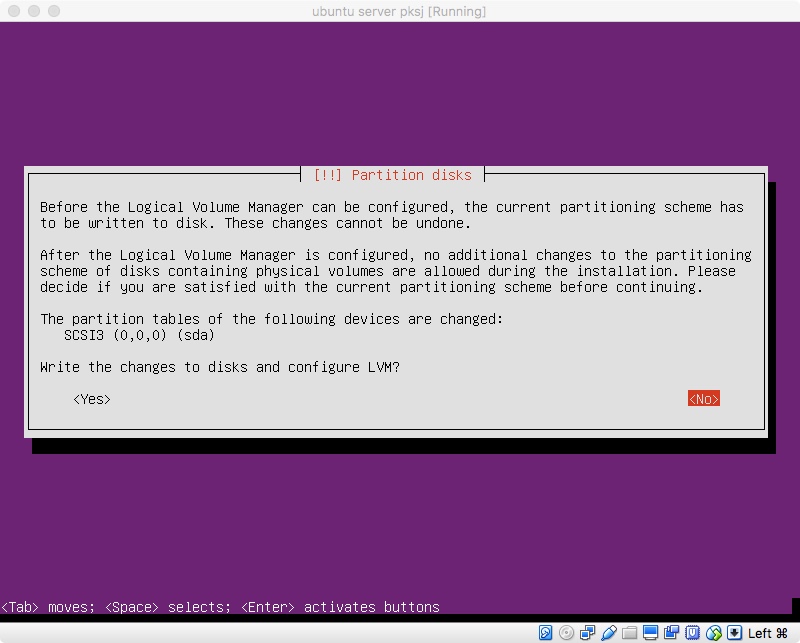 ubuntu server pksj [Running]
[!!] Partition disks
Before the Logical Volume Manager can be configured, the current partitioning scheme has
to be written to disk. These changes cannot be undone.
After the Logical Volume Manager is configured, no additional changes to the partitioning
scheme of disks containing physical volumes are allowed during the installation. Please
decide if you are satisfied with the current partitioning scheme before continuing.
The partition tables of the following devices are changed:
SCSI3 (0,0,0) (sda)
Write the changes to disks and configure LVM?
<Yes> <No>
<Tab> moves; <Space> selects; <Enter> activates buttons
Left ⌘